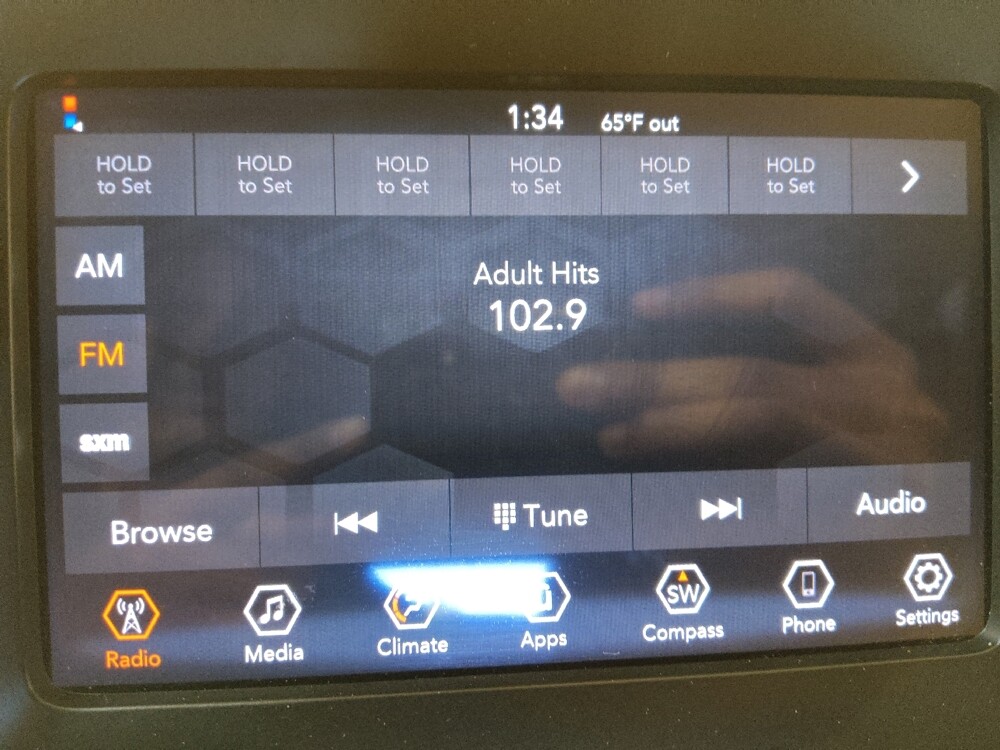 1:34 65°F out
HOLD HOLD HOLD HOLD HOLD HOLD
to Set to Set to Set to Set to Set to Set
AM
Adult Hits
102.9
FM
sxm
Browse Tune Audio
SW
Radio Media Climate Apps Compass Phone Settings